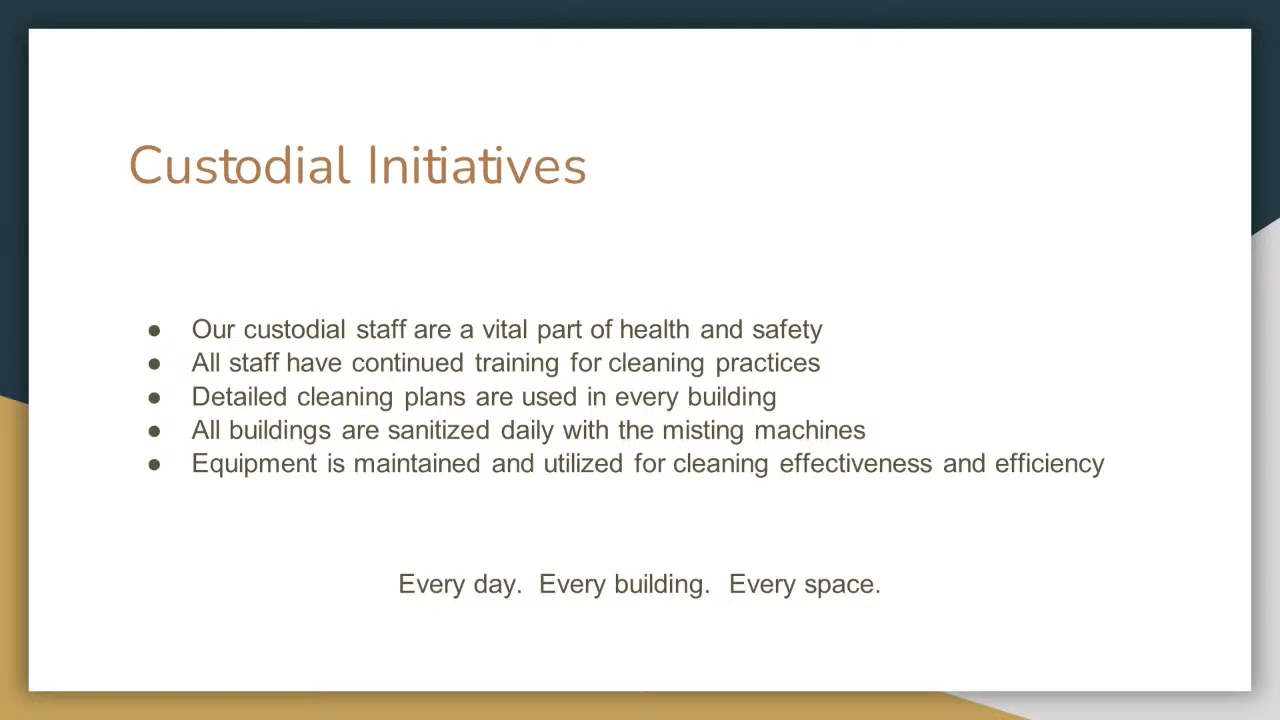 Custodial Initiatives
● Our custodial staff are a vital part of health and safety
● All staff have continued training for cleaning practices
● Detailed cleaning plans are used in every building
● All buildings are sanitized daily with the misting machines
● Equipment is maintained and utilized for cleaning effectiveness and efficiency
Every day.  Every building.  Every space.